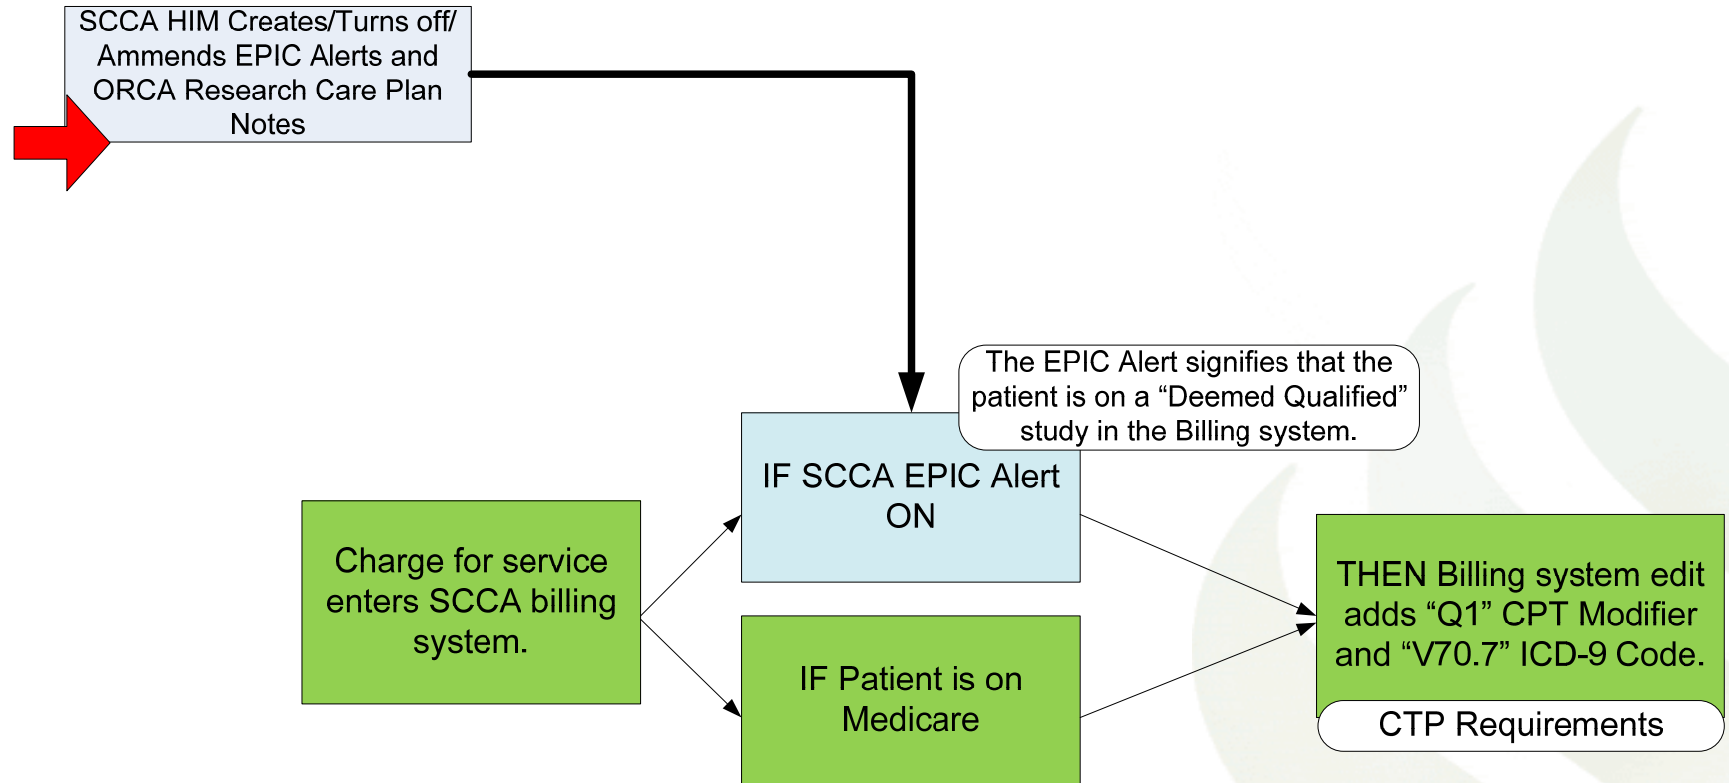 SCCA HIM Creates/Turns off/
Ammends EPIC Alerts and
ORCA Research Care Plan
Notes
The EPIC Alert signifies that the
patient is on a “Deemed Qualified”
study in the Billing system.
IF SCCA EPIC Alert
ON
Charge for service
enters SCCA billing
system.
IF Patient is on
Medicare
THEN Billing system edit
adds “Q1” CPT Modifier
and “V70.7” ICD-9 Code.
CTP Requirements